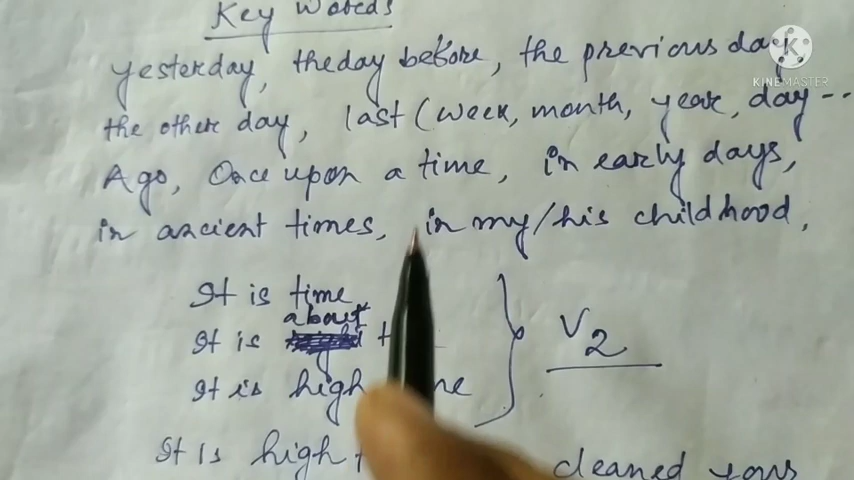 Key Words
yesterday, the day before, the previous day
the other day, last (week, month, year, day--
Ago, Once upon a time, in early days,
in ancient times, in my/his childhood,
It is time
It is about
It is high
V2
It Is high cleaned your
KINEMASTER